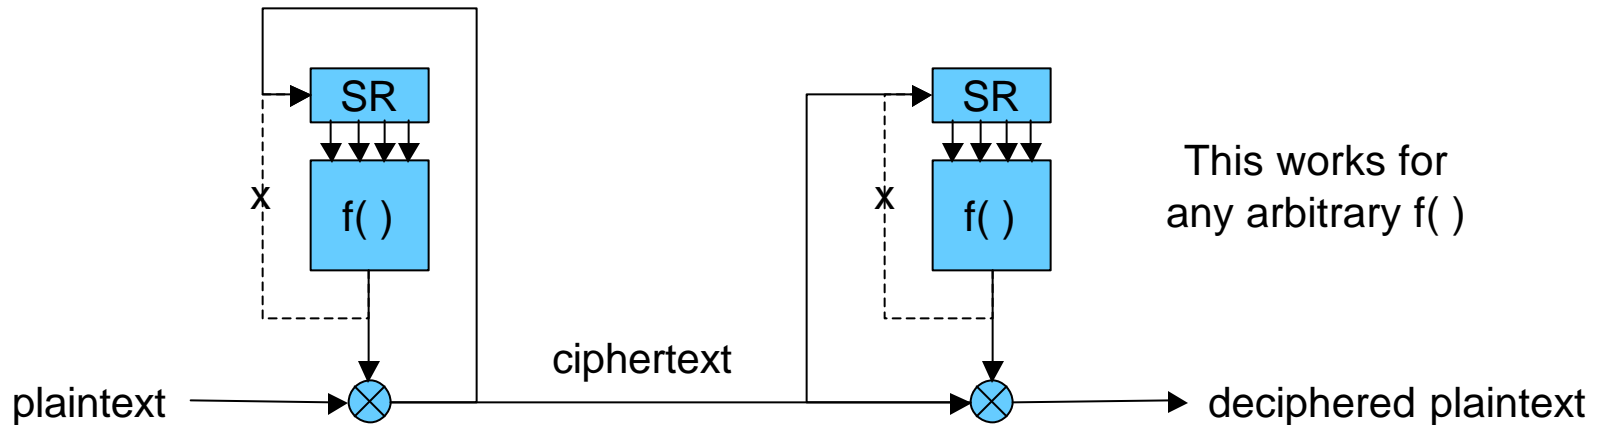 SR
SR
f( )
f( )
x
x
This works for
any arbitrary f( )
ciphertext
plaintext
deciphered plaintext